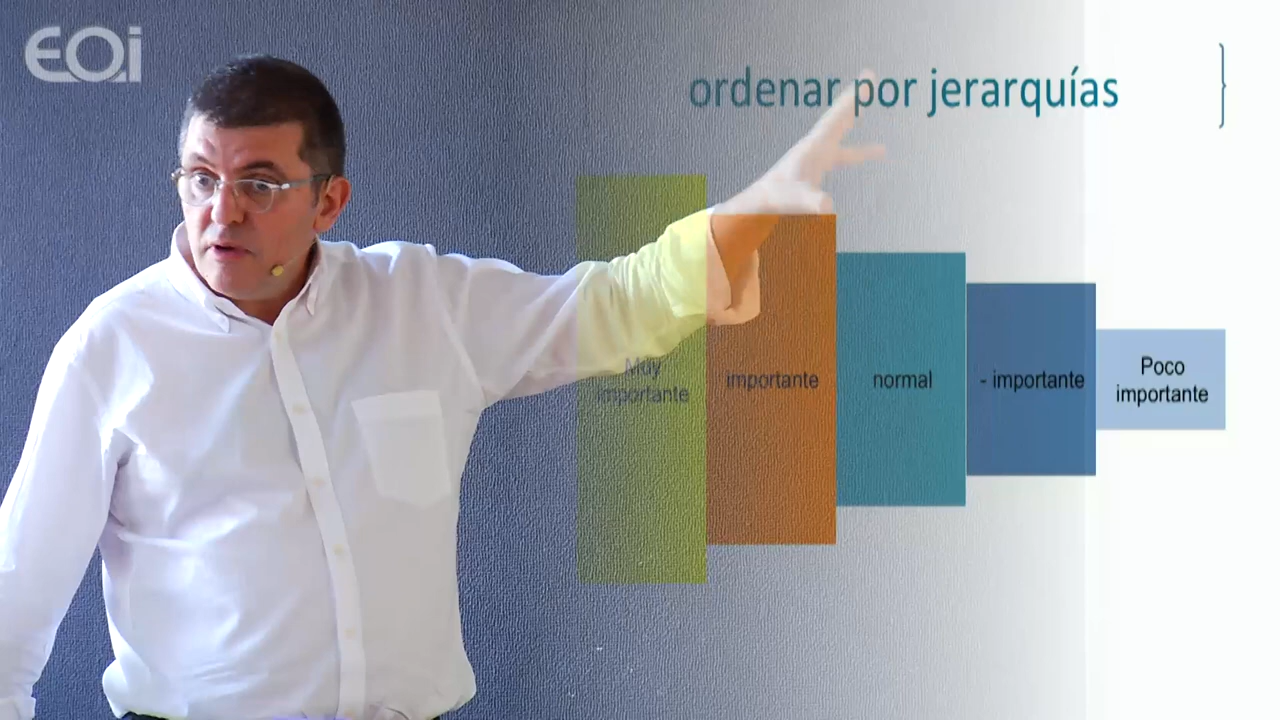 EOi
ordenar por jerarquías
Muy
importante
importante
normal
- importante
Poco
importante